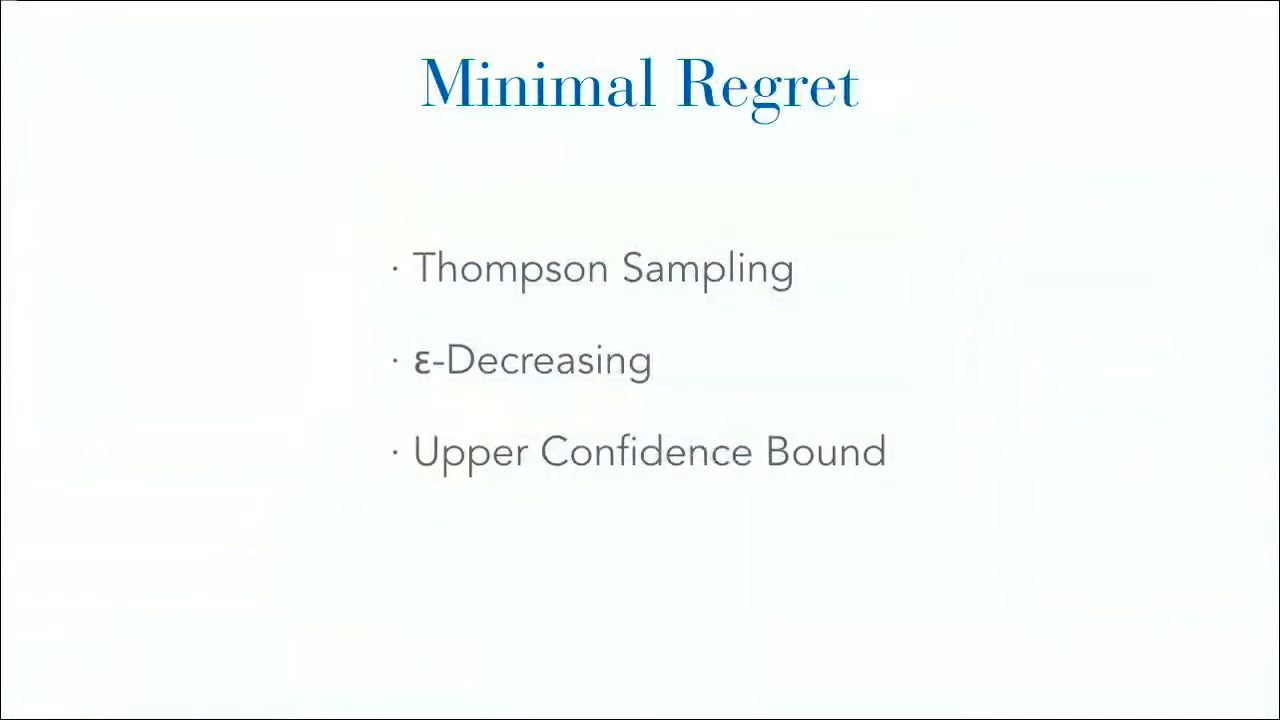 Minimal Regret
· Thompson Sampling
· ε-Decreasing
· Upper Confidence Bound